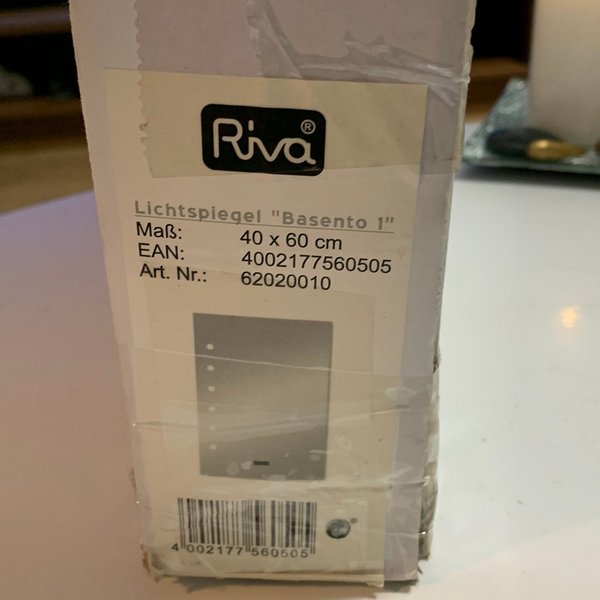 Riva®
Lichtspiegel "Basento 1"
Maß: 40 x 60 cm
EAN: 4002177560505
Art. Nr.: 62020010
4 002177 560505